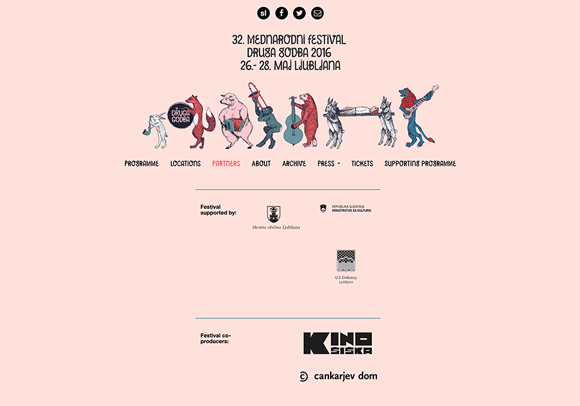 sl
32. MEDNARODNI FESTIVAL
DRUGA GODBA 2016
26.- 28. MAJ LJUBLJANA
DRUGA
GODBA
PROGRAMME LOCATIONS PARTNERS ABOUT ARCHIVE PRESS TICKETS SUPPORTING PROGRAMME
Festival
supported by:
Mestna občina Ljubljana
REPUBLIKA SLOVENIJA
MINISTRSTVO ZA KULTURO
U.S. Embassy
Ljubljana
Festival co-
producers:
KINO
ŠIŠKA
cankarjev dom